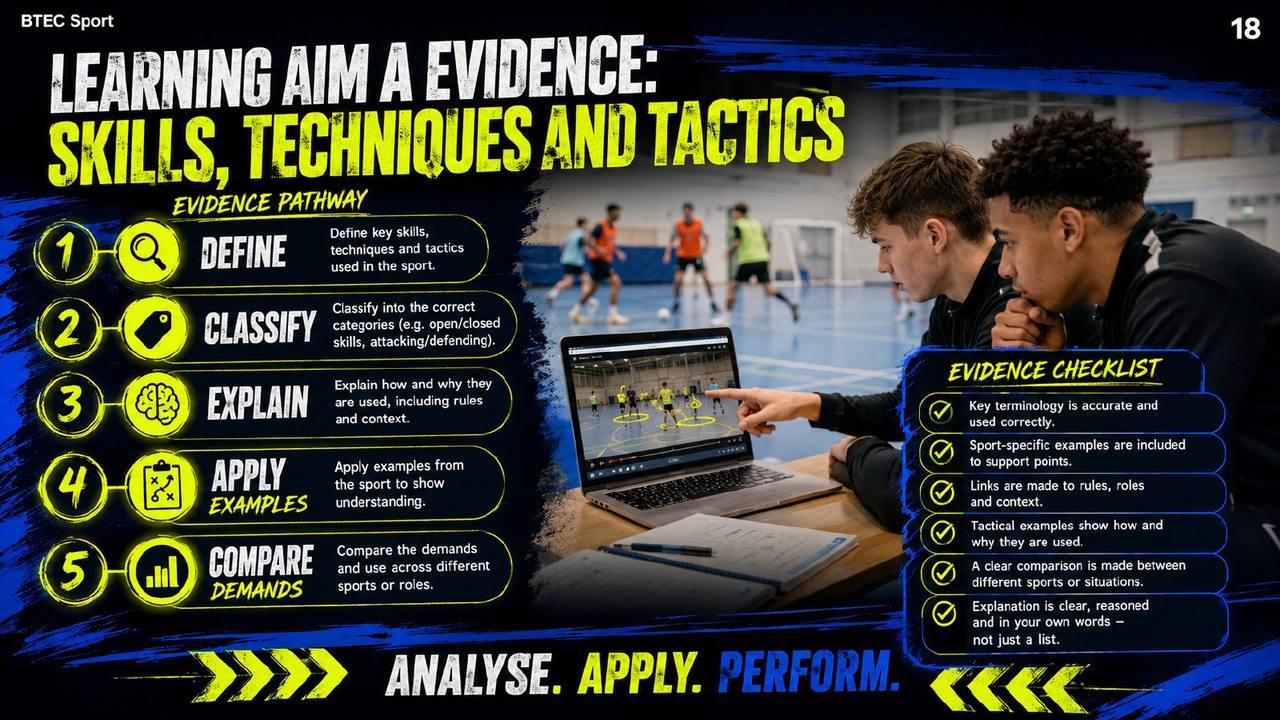 BTEC Sport
18
LEARNING AIM A EVIDENCE:
SKILLS, TECHNIQUES AND TACTICS
EVIDENCE PATHWAY
1
DEFINE
Define key skills,
techniques and tactics
used in the sport.
2
CLASSIFY
Classify into the correct
categories (e.g. open/closed
skills, attacking/defending).
3
EXPLAIN
Explain how and why they
are used, including rules
and context.
4
APPLY
EXAMPLES
Apply examples from
the sport to show
understanding.
5
COMPARE
DEMANDS
Compare the demands
and use across different
sports or roles.
EVIDENCE CHECKLIST
Key terminology is accurate and
used correctly.
Sport-specific examples are included
to support points.
Links are made to rules, roles
and context.
Tactical examples show how and
why they are used.
A clear comparison is made between
different sports or situations.
Explanation is clear, reasoned
and in your own words –
not just a list.
ANALYSE. APPLY. PERFORM.